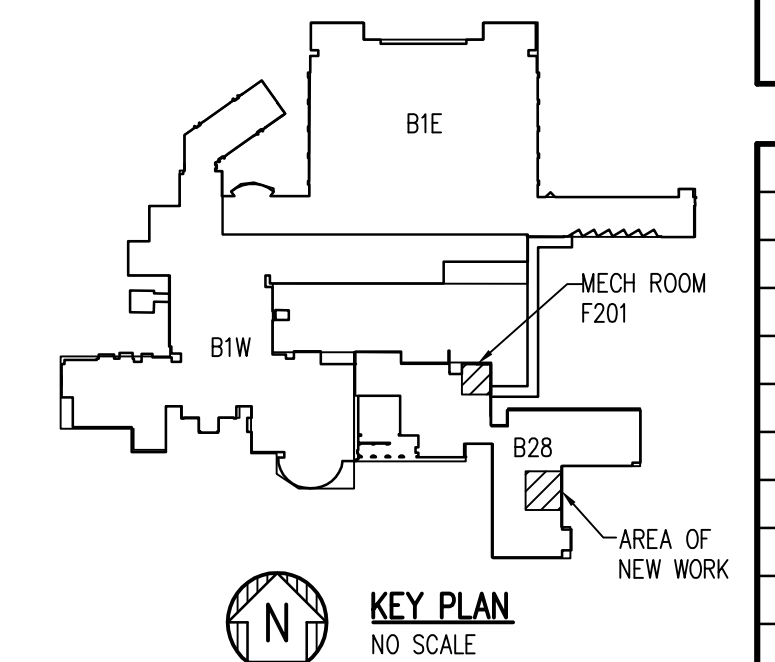 B1E
MECH ROOM
F201
B1W
B28
AREA OF
NEW WORK
N
KEY PLAN
NO SCALE